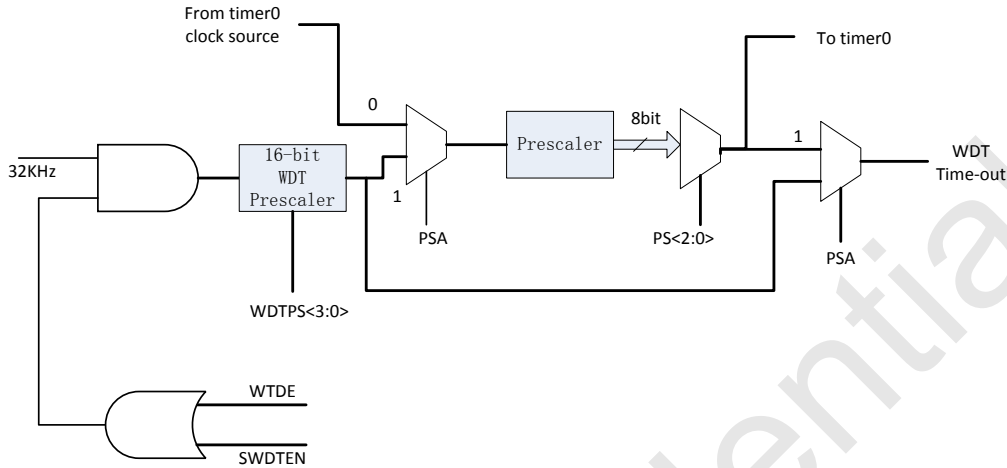 From timer0
clock source
To timer0
0
8bit
1
Prescaler
WDT
Time-out
32KHz
16-bit
WDT
Prescaler
1
PSA
PS<2:0>
PSA
WDTPS<3:0>
WTDE
SWDTEN